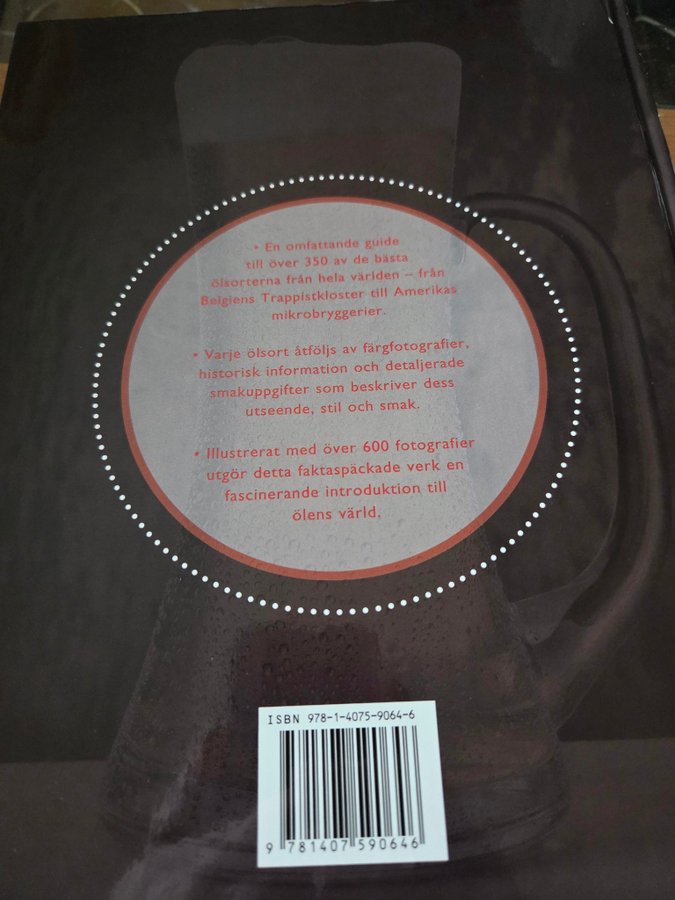 • En omfattande guide
till över 350 av de bästa
ölsorterna från hela världen – från
Belgiens Trappistkloster till Amerikas
mikrobryggerier.
• Varje ölsort åtföljs av färgfotografier,
historisk information och detaljerade
smakuppgifter som beskriver dess
utseende, stil och smak.
• Illustrerat med över 600 fotografier
utgör detta faktaspäckade verk en
fascinerande introduktion till
ölens värld.
ISBN 978-1-4075-9064-6
9 781407 590646